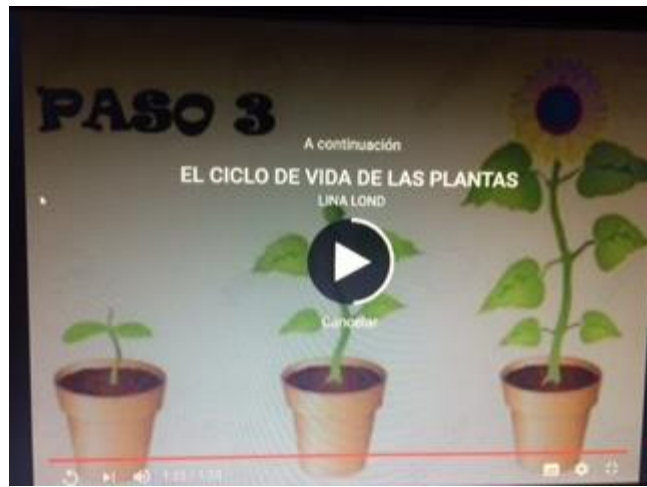 PASO 3
A continuación
EL CICLO DE VIDA DE LAS PLANTAS
LINA LOND
Cancelar